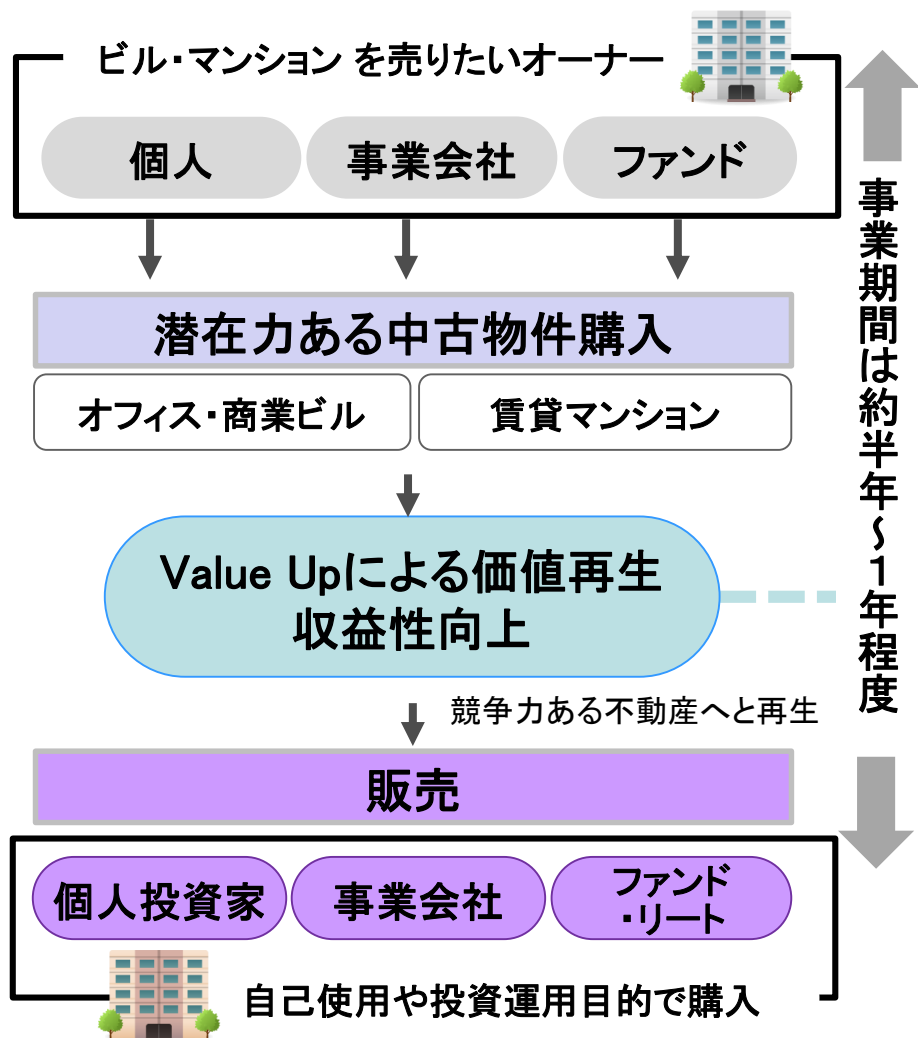 ビル・マンション を売りたいオーナー
個人
事業会社
ファンド
潜在力ある中古物件購入
オフィス・商業ビル
賃貸マンション
Value Upによる価値再生
収益性向上
競争力ある不動産へと再生
販売
個人投資家
事業会社
ファンド
・リート
自己使用や投資運用目的で購入
事業期間は約半年~1年程度